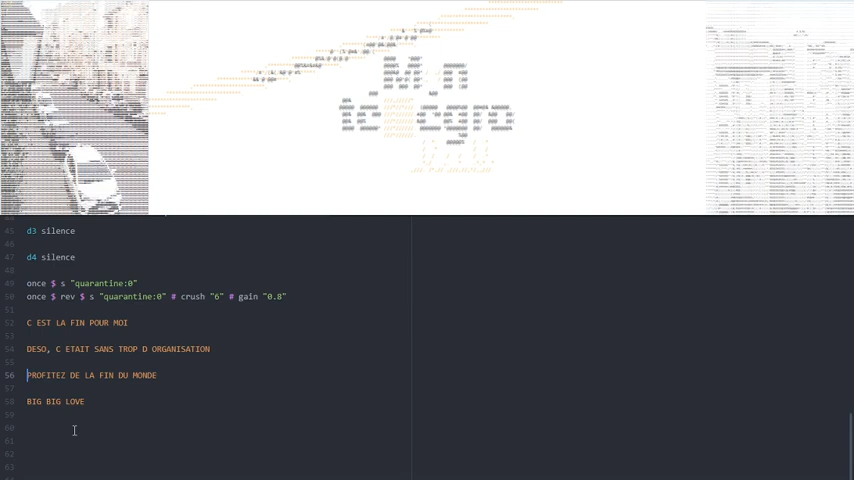 45 d3 silence
46
47 d4 silence
48
49 once $ s "quarantine:0"
50 once $ rev $ s "quarantine:0" # crush "6" # gain "0.8"
51
52 C EST LA FIN POUR MOI
53
54 DESO, C ETAIT SANS TROP D ORGANISATION
55
56 PROFITEZ DE LA FIN DU MONDE
57
58 BIG BIG LOVE
59
60
61
62
63